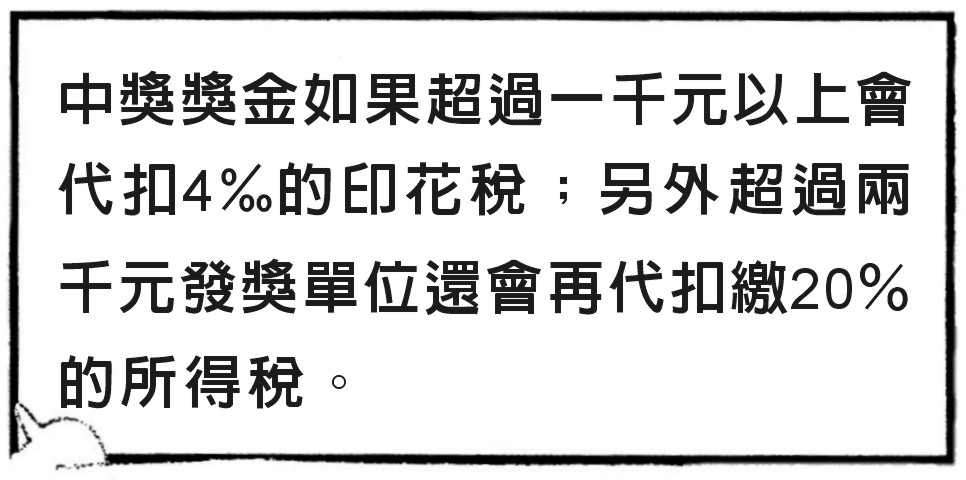 中獎獎金如果超過一千元以上會
代扣4‰的印花稅；另外超過兩
千元發獎單位還會再代扣繳20%
的所得稅。